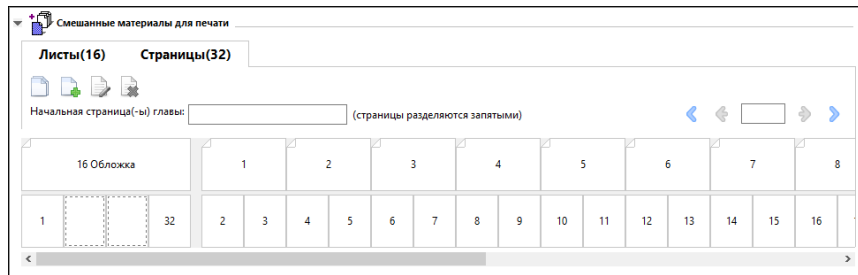 Смешанные материалы для печати
Листы(16) Страницы(32)
Начальная страница(-ы) главы: (страницы разделяются запятыми)
16 Обложка 1 2 3 4 5 6 7 8
1 32 2 3 4 5 6 7 8 9 10 11 12 13 14 15 16